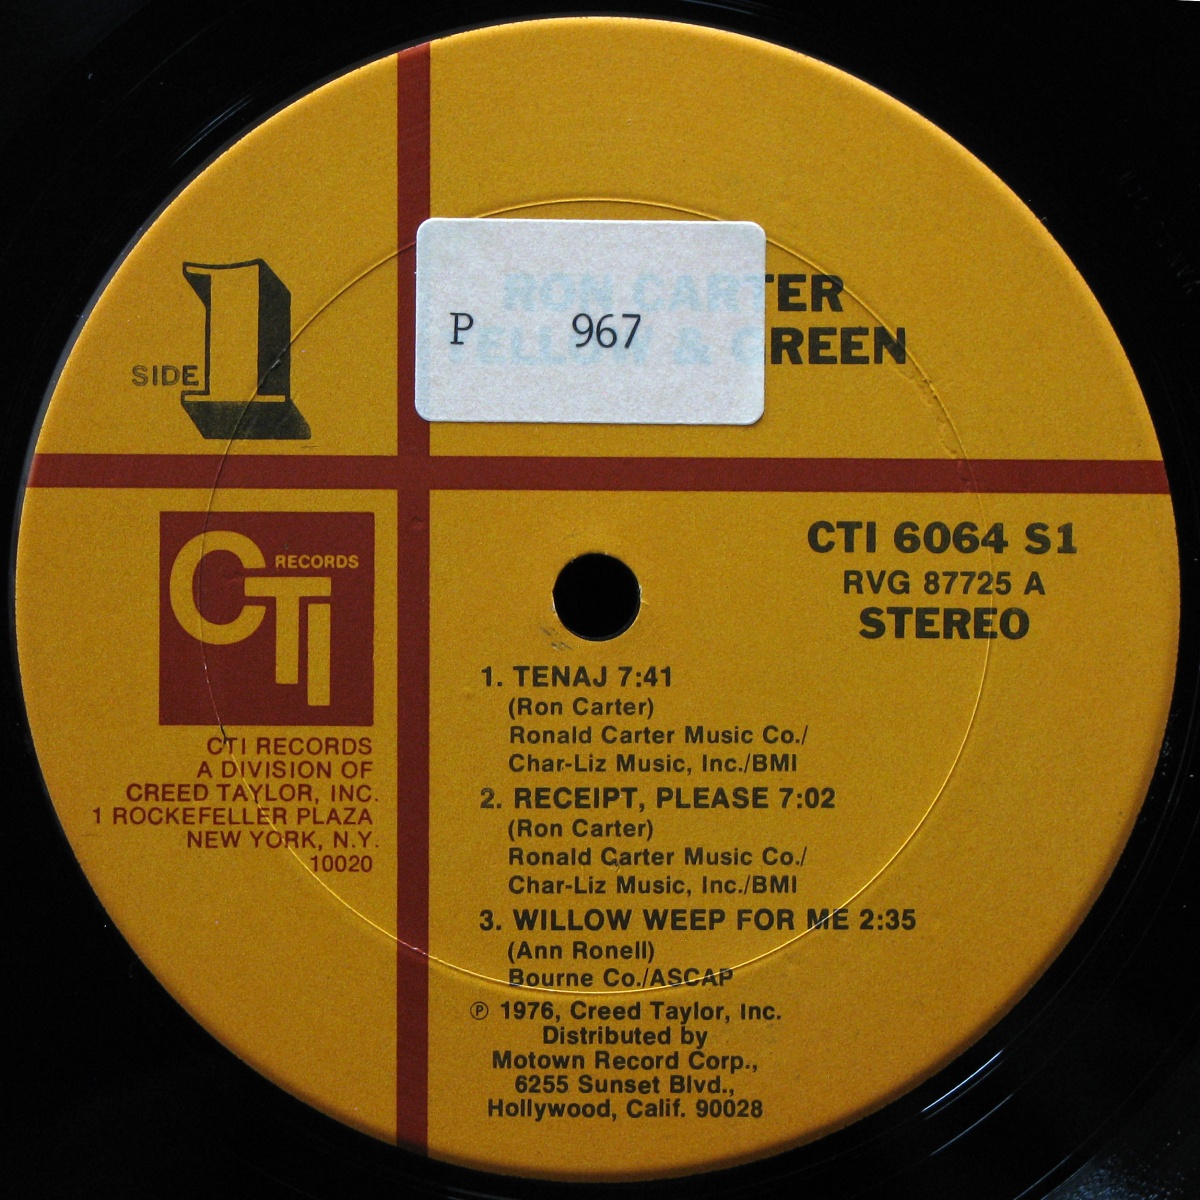 RON CARTER
YELLOW & GREEN
P 967
SIDE 1
CTI RECORDS
CTI RECORDS
A DIVISION OF
CREED TAYLOR, INC.
1 ROCKEFELLER PLAZA
NEW YORK, N.Y.
10020
CTI 6064 S1
RVG 87725 A
STEREO
1. TENAJ 7:41
(Ron Carter)
Ronald Carter Music Co./
Char-Liz Music, Inc./BMI
2. RECEIPT, PLEASE 7:02
(Ron Carter)
Ronald Carter Music Co./
Char-Liz Music, Inc./BMI
3. WILLOW WEEP FOR ME 2:35
(Ann Ronell)
Bourne Co./ASCAP
℗ 1976, Creed Taylor, Inc.
Distributed by
Motown Record Corp.,
6255 Sunset Blvd.,
Hollywood, Calif. 90028